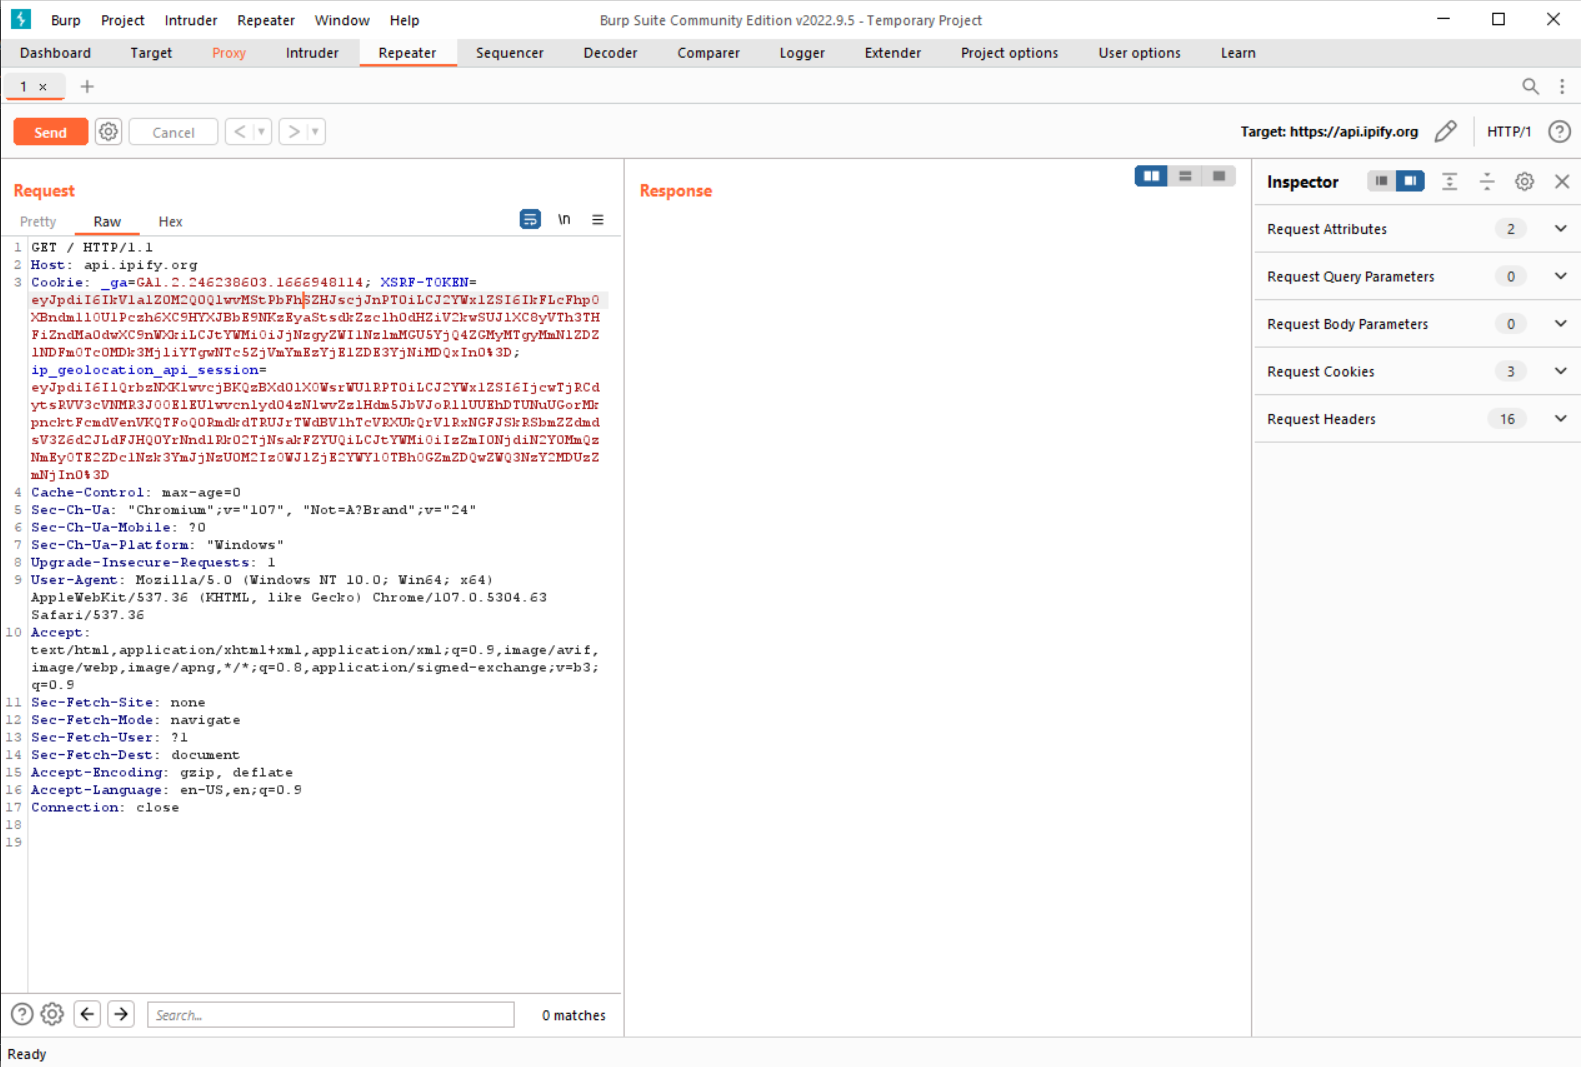 Burp Project Intruder Repeater Window Help
Burp Suite Community Edition v2022.9.5 - Temporary Project
Dashboard Target Proxy Intruder Repeater Sequencer Decoder Comparer Logger Extender Project options User options Learn
1 ×
Send Cancel < >
Target: https://api.ipify.org HTTP/1
Request
Pretty Raw Hex \n
1 GET / HTTP/1.1
2 Host: api.ipify.org
3 Cookie: _ga=GA1.2.246238603.1666948114; XSRF-TOKEN=
ip_geolocation_api_session=
4 Cache-Control: max-age=0
5 Sec-Ch-Ua: "Chromium";v="107", "Not=A?Brand";v="24"
6 Sec-Ch-Ua-Mobile: ?0
7 Sec-Ch-Ua-Platform: "Windows"
8 Upgrade-Insecure-Requests: 1
9 User-Agent: Mozilla/5.0 (Windows NT 10.0; Win64; x64)
AppleWebKit/537.36 (KHTML, like Gecko) Chrome/107.0.5304.63
Safari/537.36
10 Accept:
text/html,application/xhtml+xml,application/xml;q=0.9,image/avif,
image/webp,image/apng,*/*;q=0.8,application/signed-exchange;v=b3;
q=0.9
11 Sec-Fetch-Site: none
12 Sec-Fetch-Mode: navigate
13 Sec-Fetch-User: ?1
14 Sec-Fetch-Dest: document
15 Accept-Encoding: gzip, deflate
16 Accept-Language: en-US,en;q=0.9
17 Connection: close
18
19
Search...
0 matches
Response
Inspector
Request Attributes 2
Request Query Parameters 0
Request Body Parameters 0
Request Cookies 3
Request Headers 16
Ready